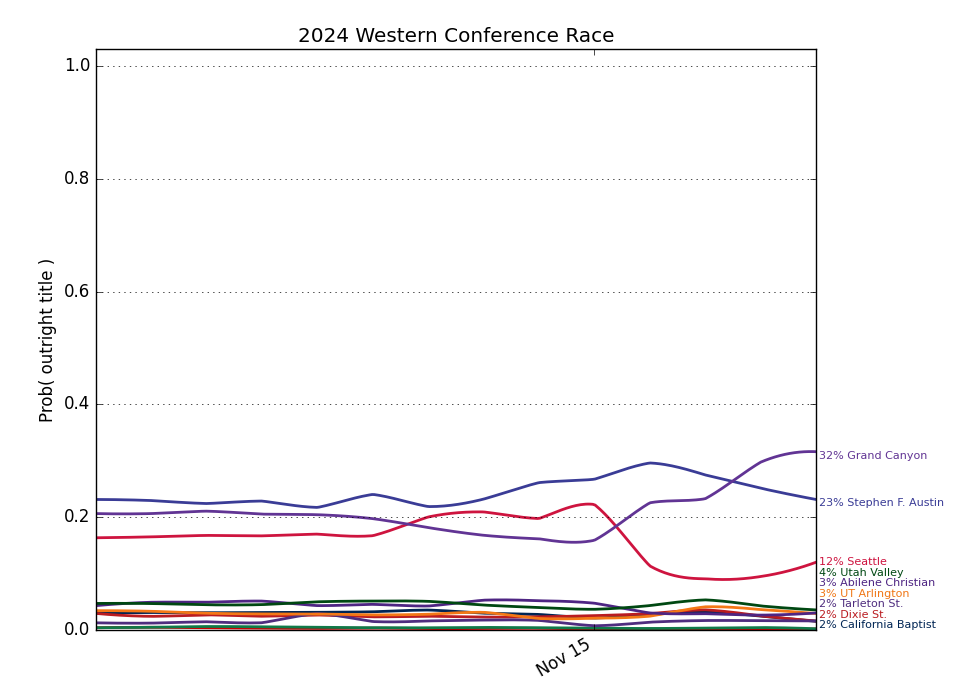 2024 Western Conference Race
1.0
0.8
0.6
0.4
0.2
0.0
Prob( outright title )
Nov 15
32% Grand Canyon
23% Stephen F. Austin
12% Seattle
4% Utah Valley
3% Abilene Christian
3% UT Arlington
2% Tarleton St.
2% Dixie St.
2% California Baptist